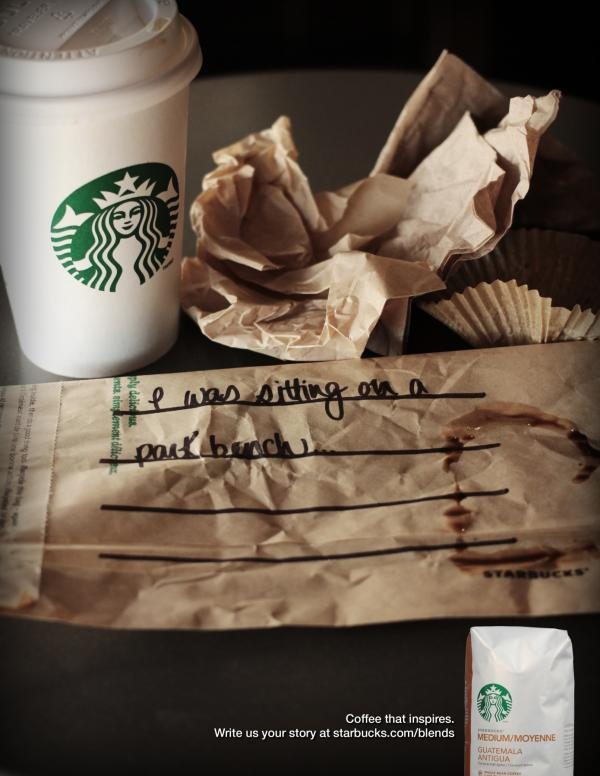 I was sitting on a
park bench...
STARBUCKS
Coffee that inspires.
Write us your story at starbucks.com/blends
STARBUCKS
MEDIUM/MOYENNE
GUATEMALA
ANTIGUA